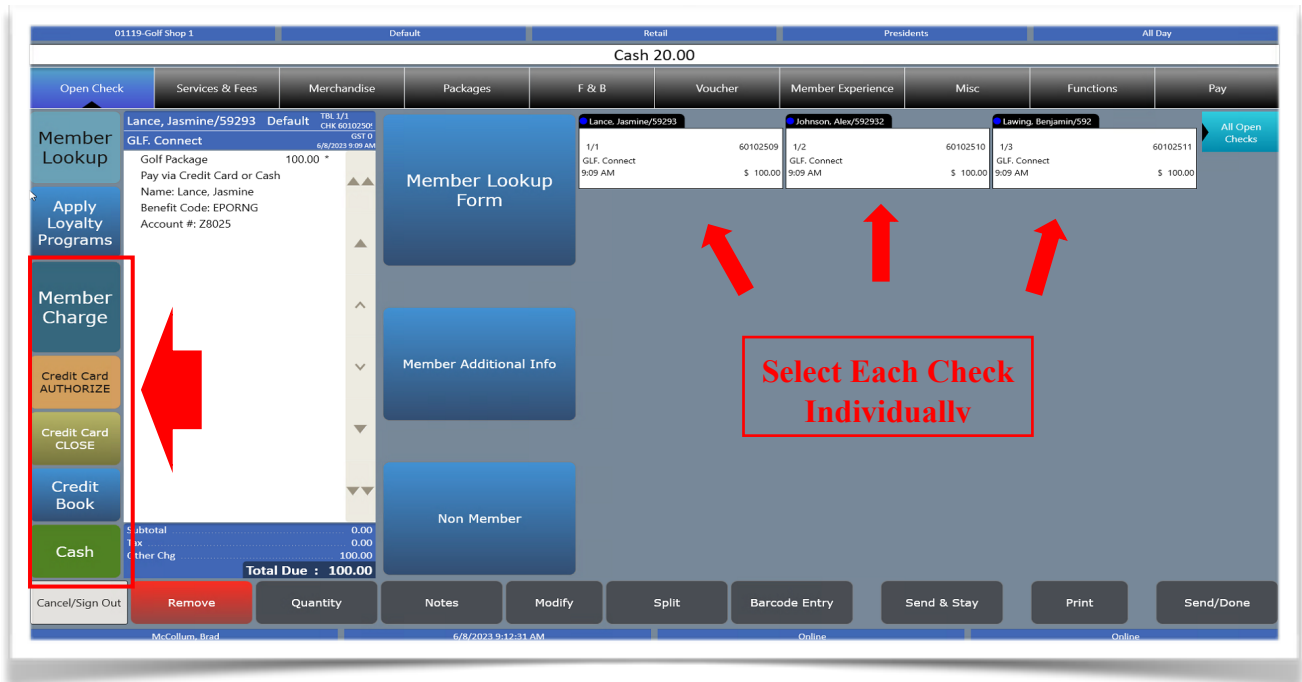 01119-Golf Shop 1
Default
Retail
Presidents
All Day
Cash 20.00
Open Check
Services & Fees
Merchandise
Packages
F & B
Voucher
Member Experience
Misc
Functions
Pay
Member
Lookup
Apply
Loyalty
Programs
Member
Charge
Credit Card
AUTHORIZE
Credit Card
CLOSE
Credit
Book
Cash
Lance, Jasmine/59293 Default TBL 1/1
CHK 6010250
GLF. Connect GST 0
6/8/2023 9:09 AM
Golf Package 100.00 *
Pay via Credit Card or Cash
Name: Lance, Jasmine
Benefit Code: EPORNG
Account #: Z8025
Subtotal 0.00
Tax 0.00
Other Chg 100.00
Total Due : 100.00
Member Lookup
Form
Member Additional Info
Non Member
Lance, Jasmine/59293
1/1 60102509
GLF. Connect
9:09 AM $ 100.00
Johnson, Alex/592932
1/2 60102510
GLF. Connect
9:09 AM $ 100.00
Lawing, Benjamin/592
1/3 60102511
GLF. Connect
9:09 AM $ 100.00
All Open
Checks
Select Each Check
Individually
Cancel/Sign Out
Remove
Quantity
Notes
Modify
Split
Barcode Entry
Send & Stay
Print
Send/Done
McCollum, Brad
6/8/2023 9:12:31 AM
Online
Online